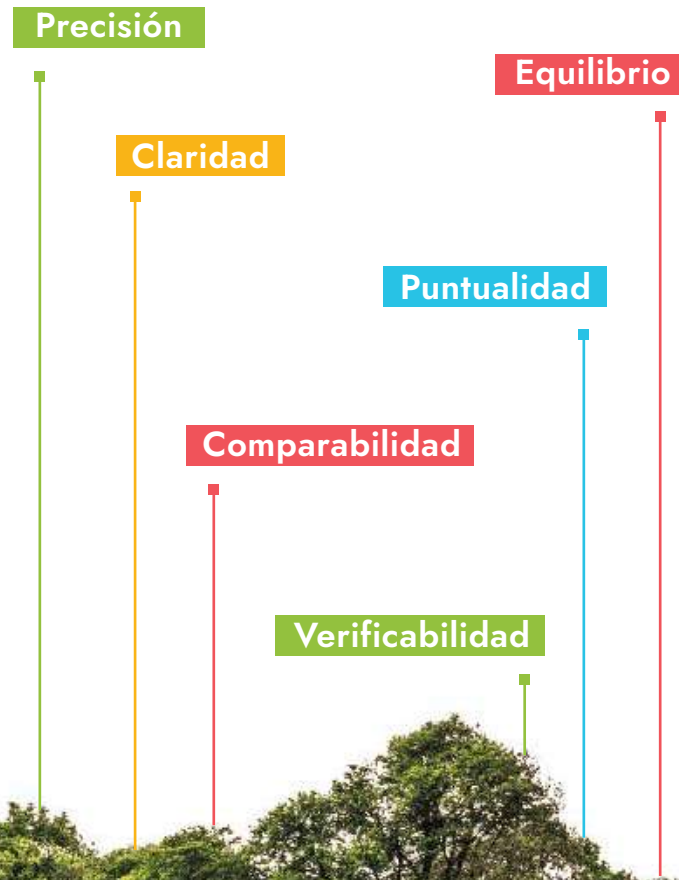 Precisión
Equilibrio
Claridad
Puntualidad
Comparabilidad
Verificabilidad